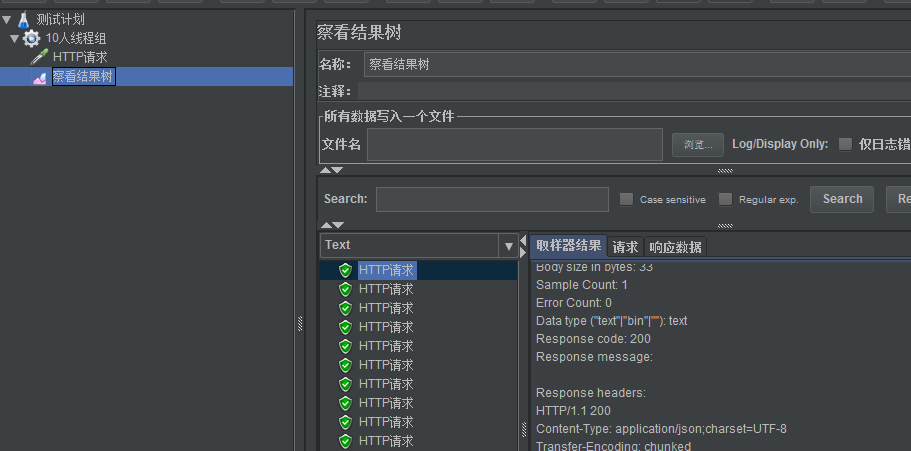 测试计划
10人线程组
HTTP请求
察看结果树
察看结果树
名称： 察看结果树
注释：
所有数据写入一个文件
文件名 浏览... Log/Display Only: 仅日志错
Search: Case sensitive Regular exp. Search Re
Text
取样器结果 请求 响应数据
HTTP请求
HTTP请求
HTTP请求
HTTP请求
HTTP请求
HTTP请求
HTTP请求
HTTP请求
HTTP请求
HTTP请求
Body size in bytes: 33
Sample Count: 1
Error Count: 0
Data type ("text"|"bin"|""): text
Response code: 200
Response message:
Response headers:
HTTP/1.1 200
Content-Type: application/json;charset=UTF-8
Transfer-Encoding: chunked